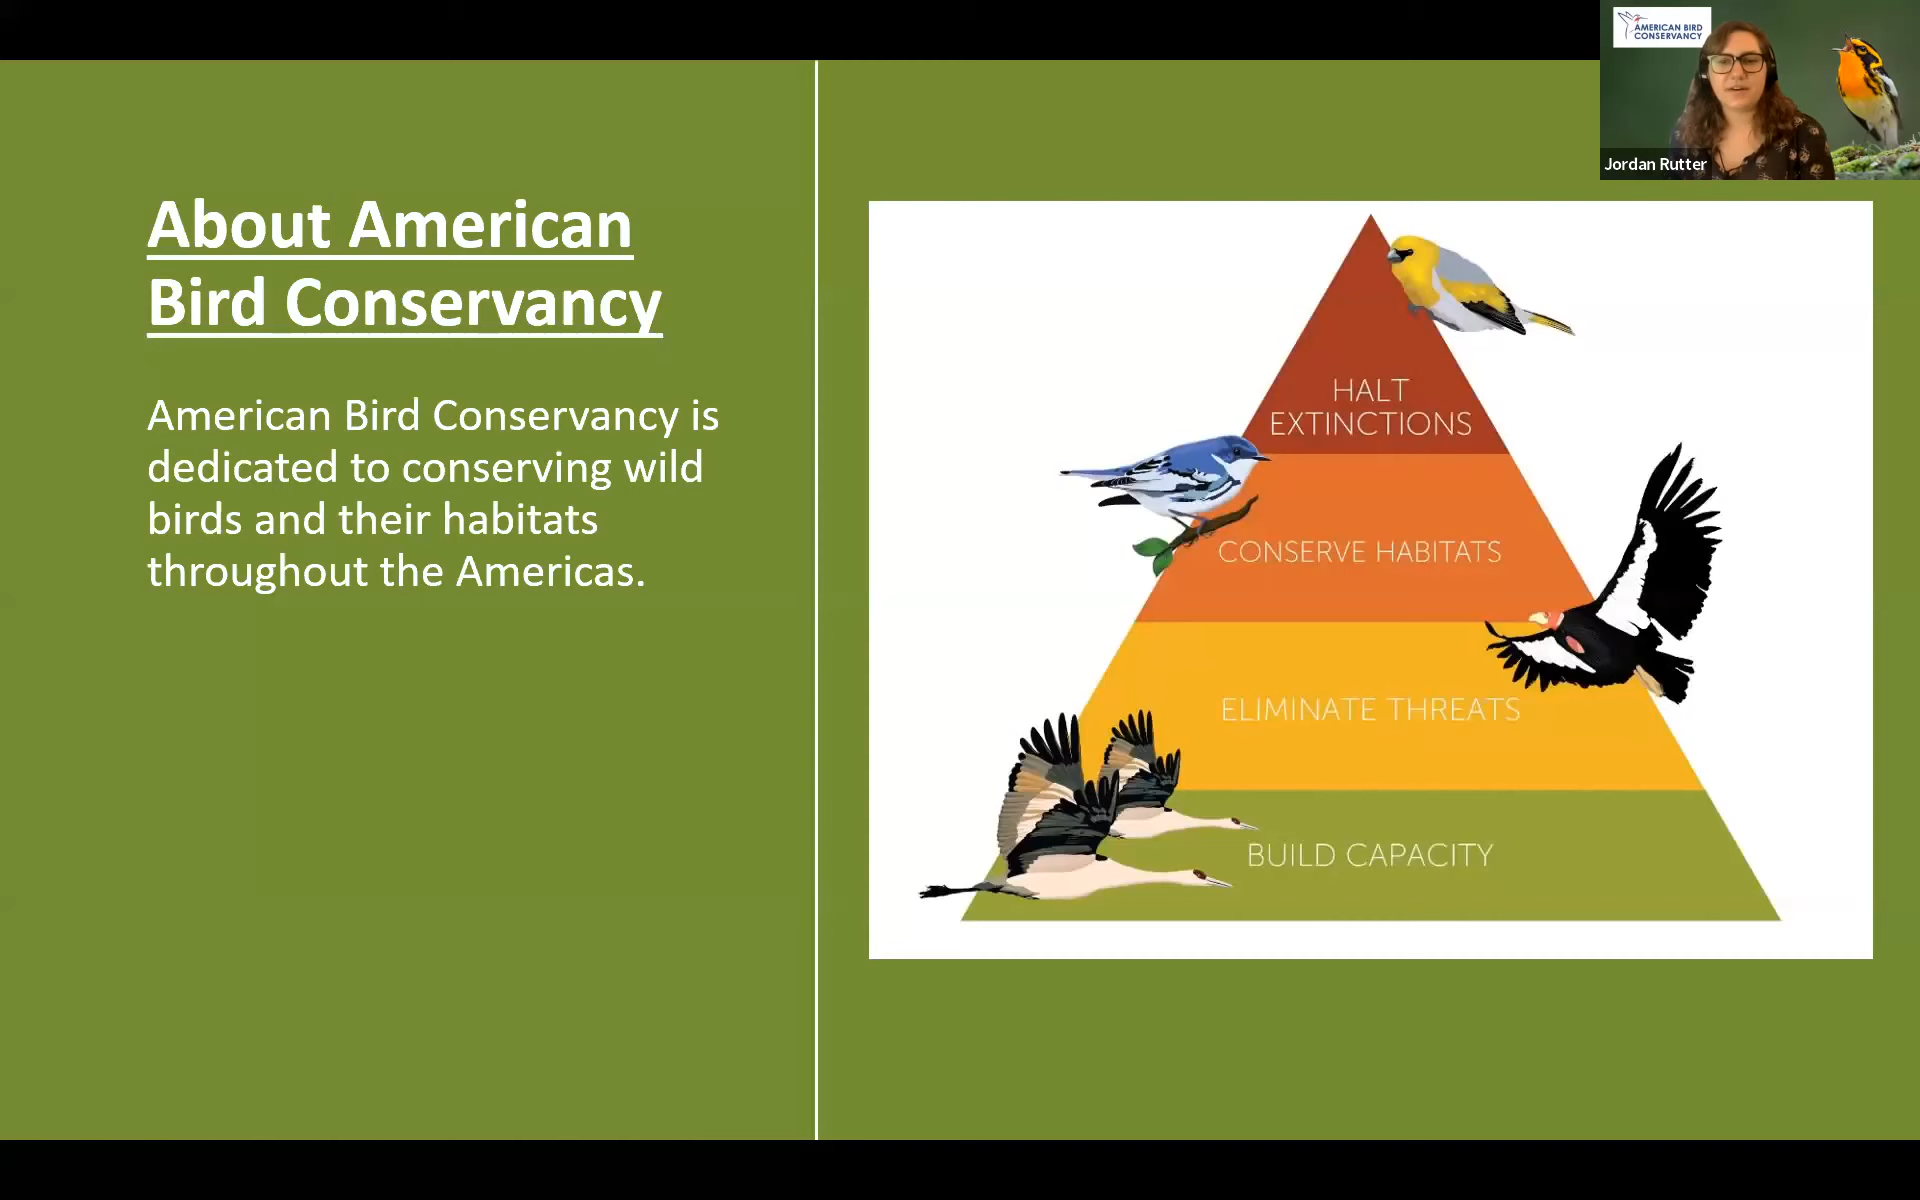 AMERICAN BIRD
CONSERVANCY
Jordan Rutter
About American
Bird Conservancy
American Bird Conservancy is
dedicated to conserving wild
birds and their habitats
throughout the Americas.
HALT
EXTINCTIONS
CONSERVE HABITATS
ELIMINATE THREATS
BUILD CAPACITY